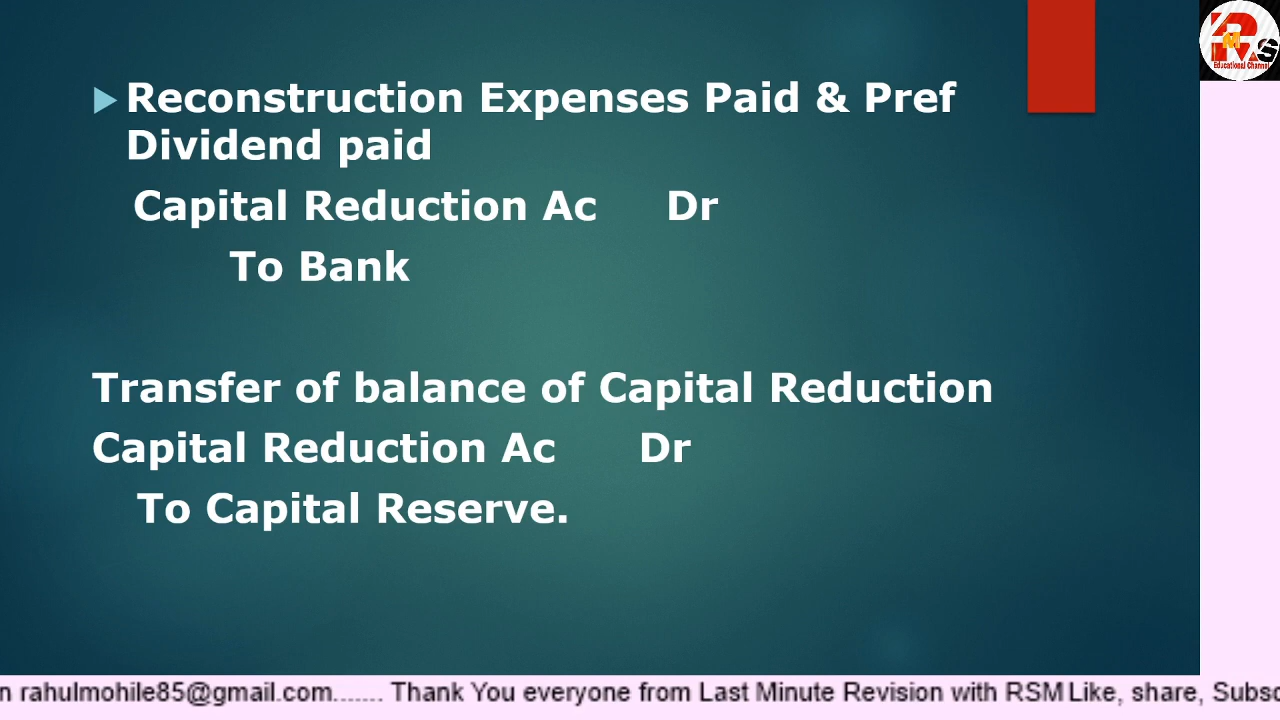 Reconstruction Expenses Paid & Pref
Dividend paid
Capital Reduction Ac Dr
To Bank
Transfer of balance of Capital Reduction
Capital Reduction Ac Dr
To Capital Reserve.
Educational Channel
n rahulmohile85@gmail.com....... Thank You everyone from Last Minute Revision with RSM Like, share, Subsc